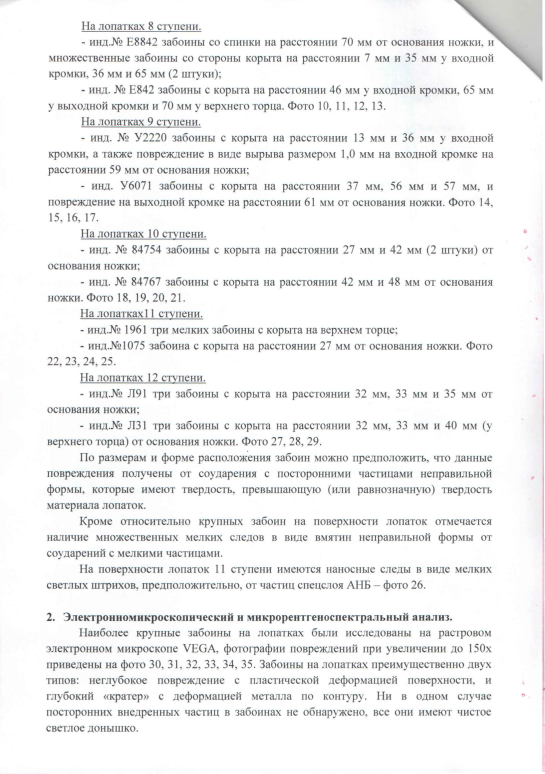 На лопатках 8 ступени.
- инд.№ Е8842 забоины со спинки на расстоянии 70 мм от основания ножки, и
множественные забоины со стороны корыта на расстоянии 7 мм и 35 мм у входной
кромки, 36 мм и 65 мм (2 штуки);
- инд. № Е842 забоины с корыта на расстоянии 46 мм у входной кромки, 65 мм
у выходной кромки и 70 мм у верхнего торца. Фото 10, 11, 12, 13.
На лопатках 9 ступени.
- инд. № У2220 забоины с корыта на расстоянии 13 мм и 36 мм у входной
кромки, а также повреждение в виде вырыва размером 1,0 мм на входной кромке на
расстоянии 59 мм от основания ножки;
- инд. У6071 забоины с корыта на расстоянии 37 мм, 56 мм и 57 мм, и
повреждение на выходной кромке на расстоянии 61 мм от основания ножки. Фото 14,
15, 16, 17.
На лопатках 10 ступени.
- инд. № 84754 забоины с корыта на расстоянии 27 мм и 42 мм (2 штуки) от
основания ножки;
- инд. № 84767 забоины с корыта на расстоянии 42 мм и 48 мм от основания
ножки. Фото 18, 19, 20, 21.
На лопатках11 ступени.
- инд.№ 1961 три мелких забоины с корыта на верхнем торце;
- инд.№1075 забоина с корыта на расстоянии 27 мм от основания ножки. Фото
22, 23, 24, 25.
На лопатках 12 ступени.
- инд.№ Л91 три забоины с корыта на расстоянии 32 мм, 33 мм и 35 мм от
основания ножки;
- инд.№ Л31 три забоины с корыта на расстоянии 32 мм, 33 мм и 40 мм (у
верхнего торца) от основания ножки. Фото 27, 28, 29.
По размерам и форме расположения забоин можно предположить, что данные
повреждения получены от соударения с посторонними частицами неправильной
формы, которые имеют твердость, превышающую (или равнозначную) твердость
материала лопаток.
Кроме относительно крупных забоин на поверхности лопаток отмечается
наличие множественных мелких следов в виде вмятин неправильной формы от
соударений с мелкими частицами.
На поверхности лопаток 11 ступени имеются наносные следы в виде мелких
светлых штрихов, предположительно, от частиц спецслоя АНБ – фото 26.
2. Электронномикроскопический и микрорентгеноспектральный анализ.
Наиболее крупные забоины на лопатках были исследованы на растровом
электронном микроскопе VEGA, фотографии повреждений при увеличении до 150х
приведены на фото 30, 31, 32, 33, 34, 35. Забоины на лопатках преимущественно двух
типов: неглубокое повреждение с пластической деформацией поверхности, и
глубокий «кратер» с деформацией металла по контуру. Ни в одном случае
посторонних внедренных частиц в забоинах не обнаружено, все они имеют чистое
светлое донышко.